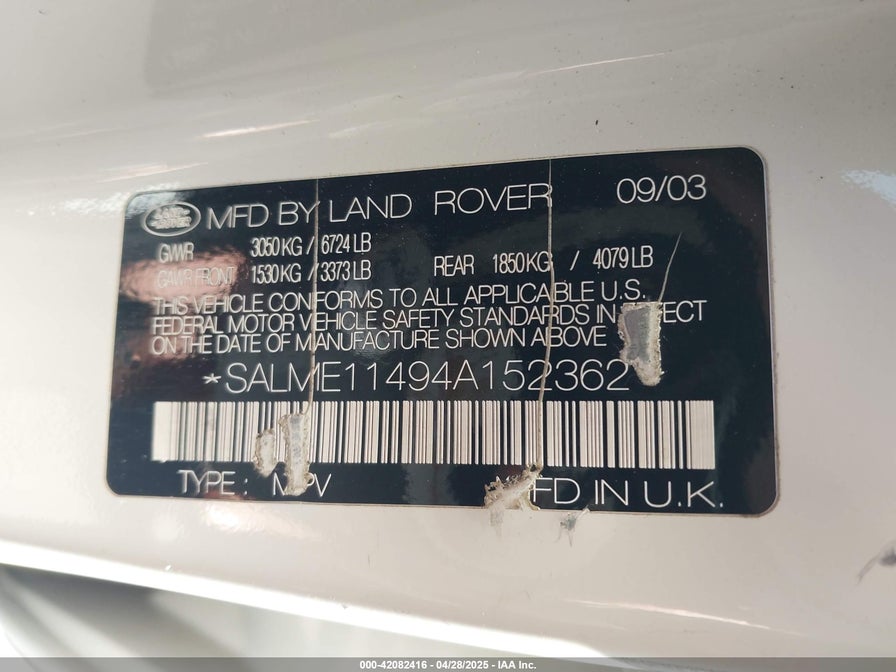 LAND ROVER MFD BY LAND ROVER 09/03
GVWR 3050KG / 6724LB
GAWR FRONT 1530KG / 3373LB REAR 1850KG / 4079LB
THIS VEHICLE CONFORMS TO ALL APPLICABLE U.S.
FEDERAL MOTOR VEHICLE SAFETY STANDARDS IN ECT
ON THE DATE OF MANUFACTURE SHOWN ABOVE
*SALME11494A152362
TYPE : M V FD IN U.K.
000-42082416 - 04/28/2025 - IAA Inc.